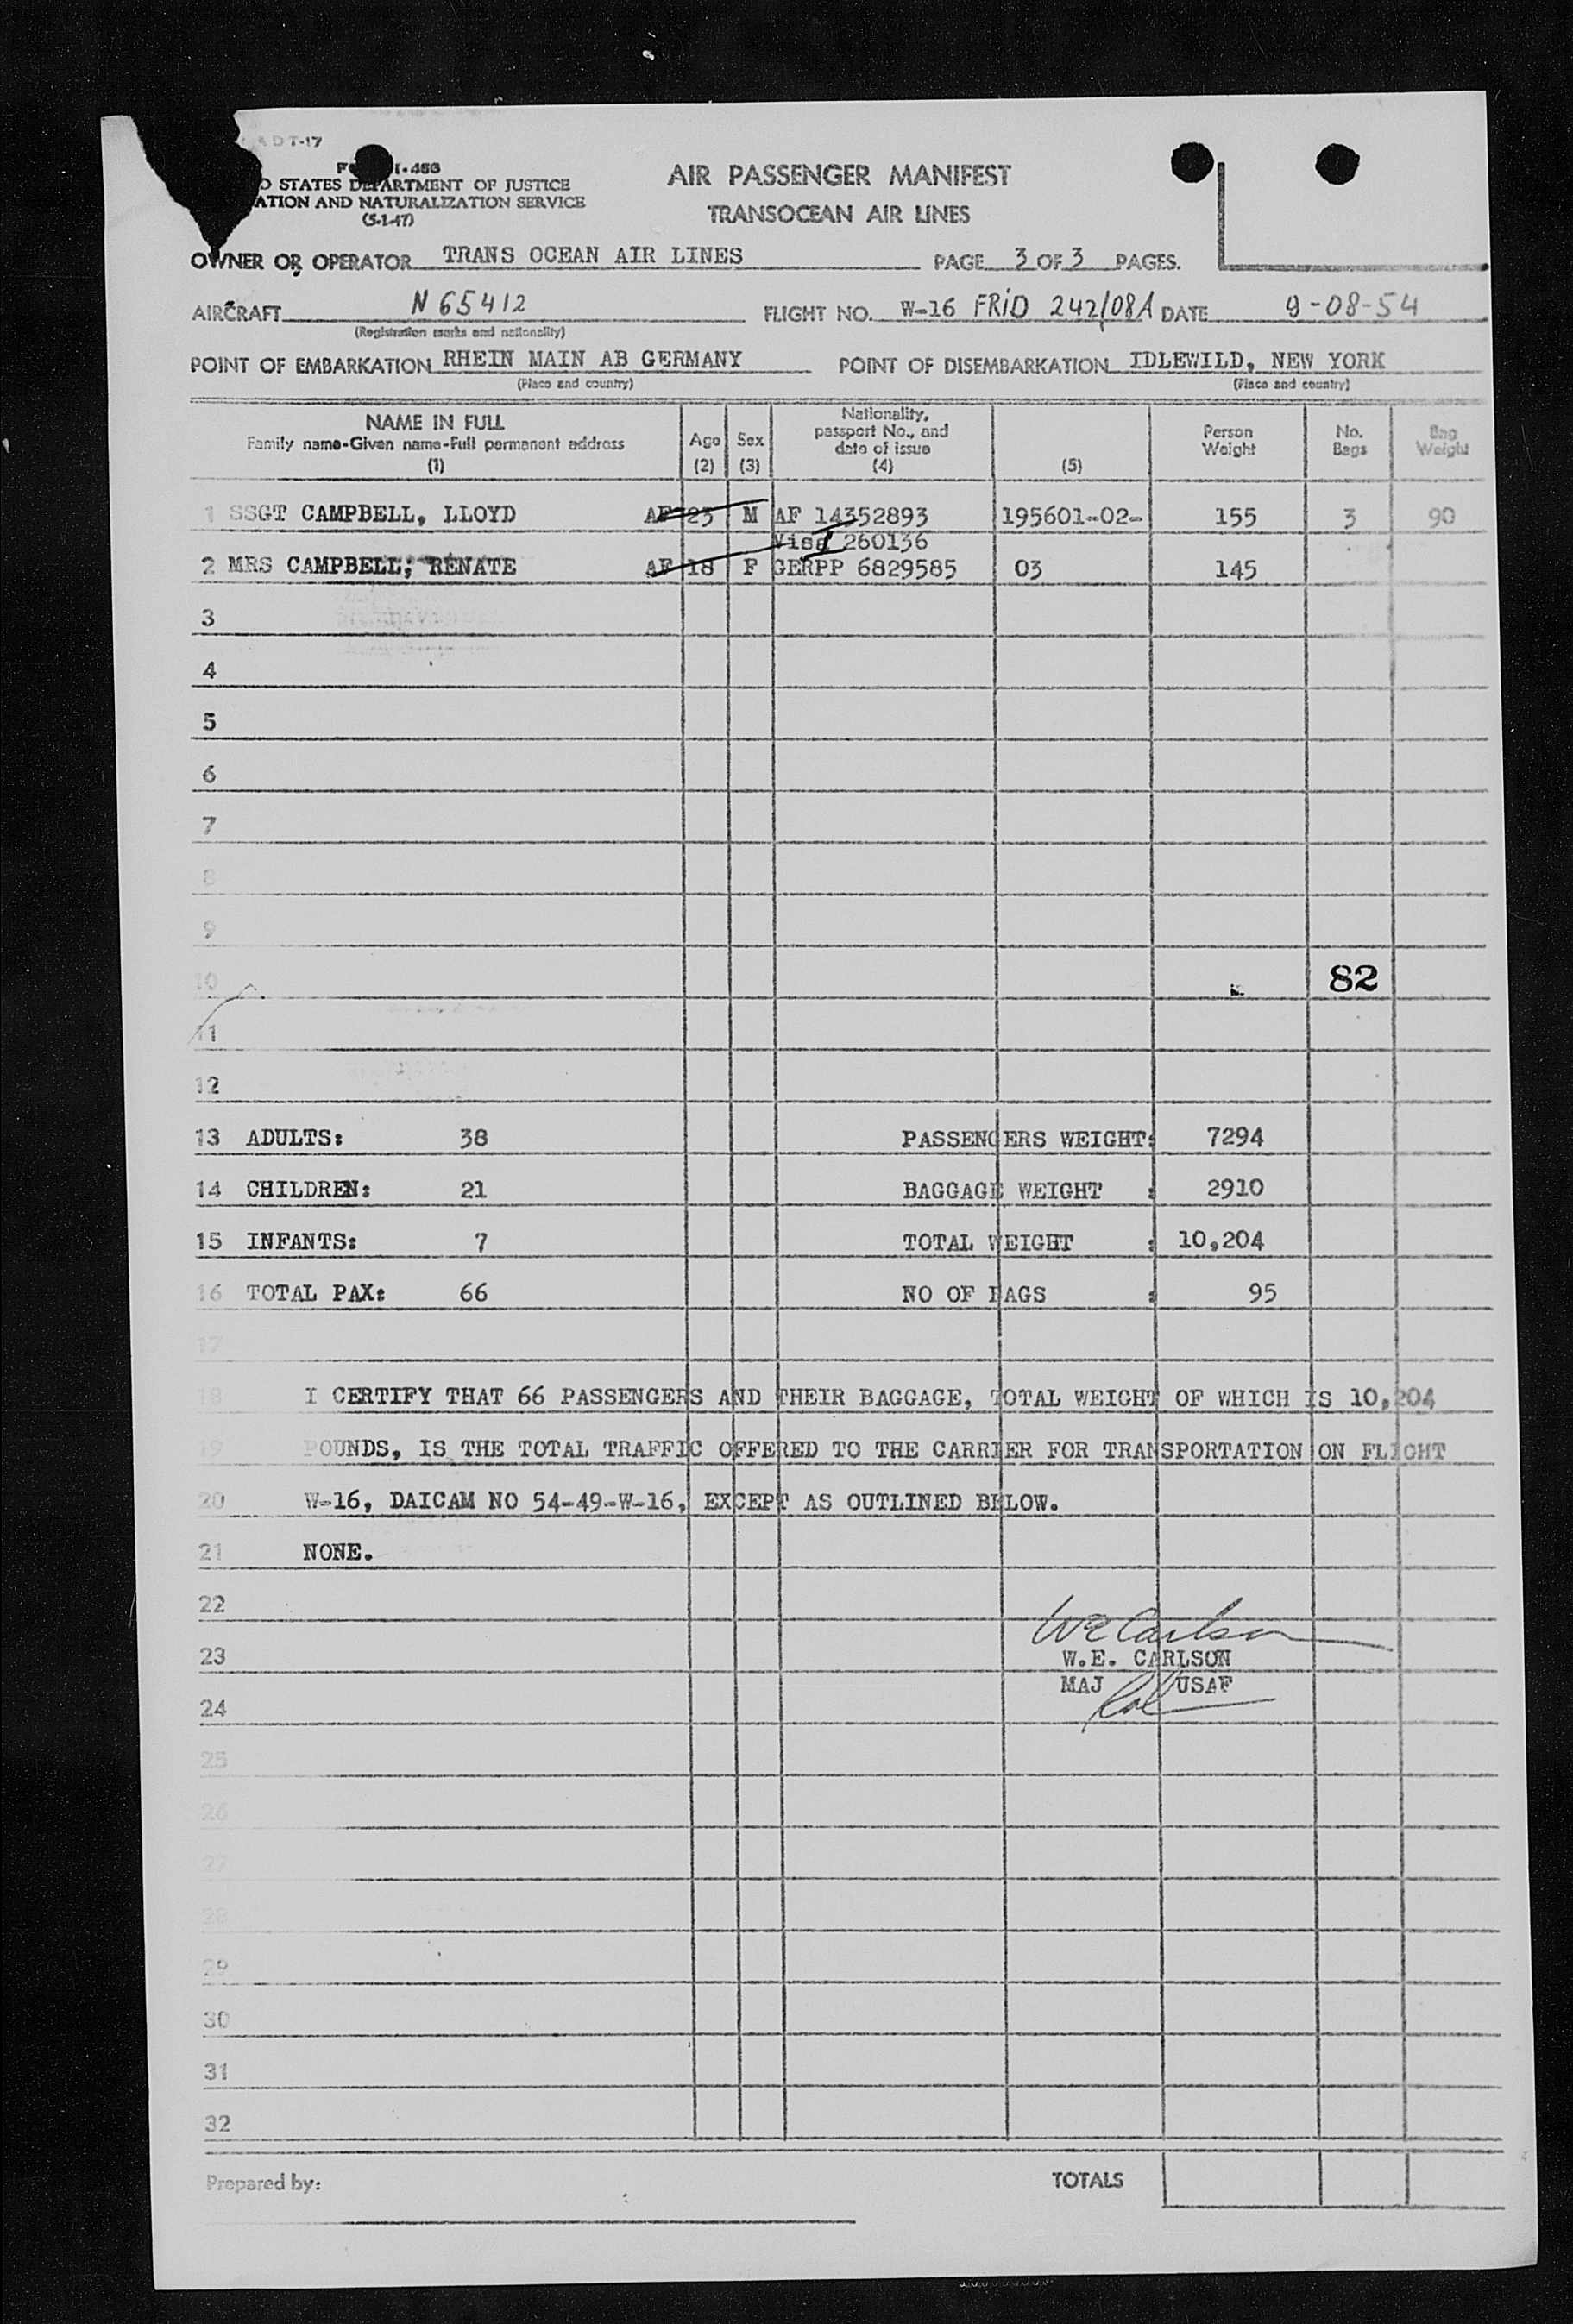 ADT-17
I-466
STATES DEPARTMENT OF JUSTICE
ATION AND NATURALIZATION SERVICE
(5-1-47)
AIR PASSENGER MANIFEST
TRANSOCEAN AIR LINES
OWNER OR OPERATOR TRANS OCEAN AIR LINES PAGE 3 OF 3 PAGES.
AIRCRAFT N65412 FLIGHT NO. W-16 FRID 242/08A DATE 9-08-54
(Registration marks and nationality)
POINT OF EMBARKATION RHEIN MAIN AB GERMANY POINT OF DISEMBARKATION IDLEWILD, NEW YORK
(Place and country) (Place and country)
NAME IN FULL
Family name-Given name-Full permanent address
(1)
Age
(2)
Sex
(3)
Nationality,
passport No., and
date of issue
(4)
(5)
Person
Weight
No.
Bags
Bag
Weight
1 SSGT CAMPBELL, LLOYD AF 23 M AF 14352893 195601-02- 155 3 90
Visa 260136
2 MRS CAMPBELL; RENATE AF 18 F GERPP 6829585 03 145
3
4
5
6
7
8
9
10 82
11
12
13 ADULTS: 38 PASSENGERS WEIGHT: 7294
14 CHILDREN: 21 BAGGAGE WEIGHT : 2910
15 INFANTS: 7 TOTAL WEIGHT : 10,204
16 TOTAL PAX: 66 NO OF BAGS : 95
17
18 I CERTIFY THAT 66 PASSENGERS AND THEIR BAGGAGE, TOTAL WEIGHT OF WHICH IS 10,204
19 POUNDS, IS THE TOTAL TRAFFIC OFFERED TO THE CARRIER FOR TRANSPORTATION ON FLIGHT
20 W-16, DAICAM NO 54-49-W-16, EXCEPT AS OUTLINED BELOW.
21 NONE.
22 WE Carlson
23 W.E. CARLSON
MAJ USAF
24
25
26
27
28
29
30
31
32
Prepared by: TOTALS